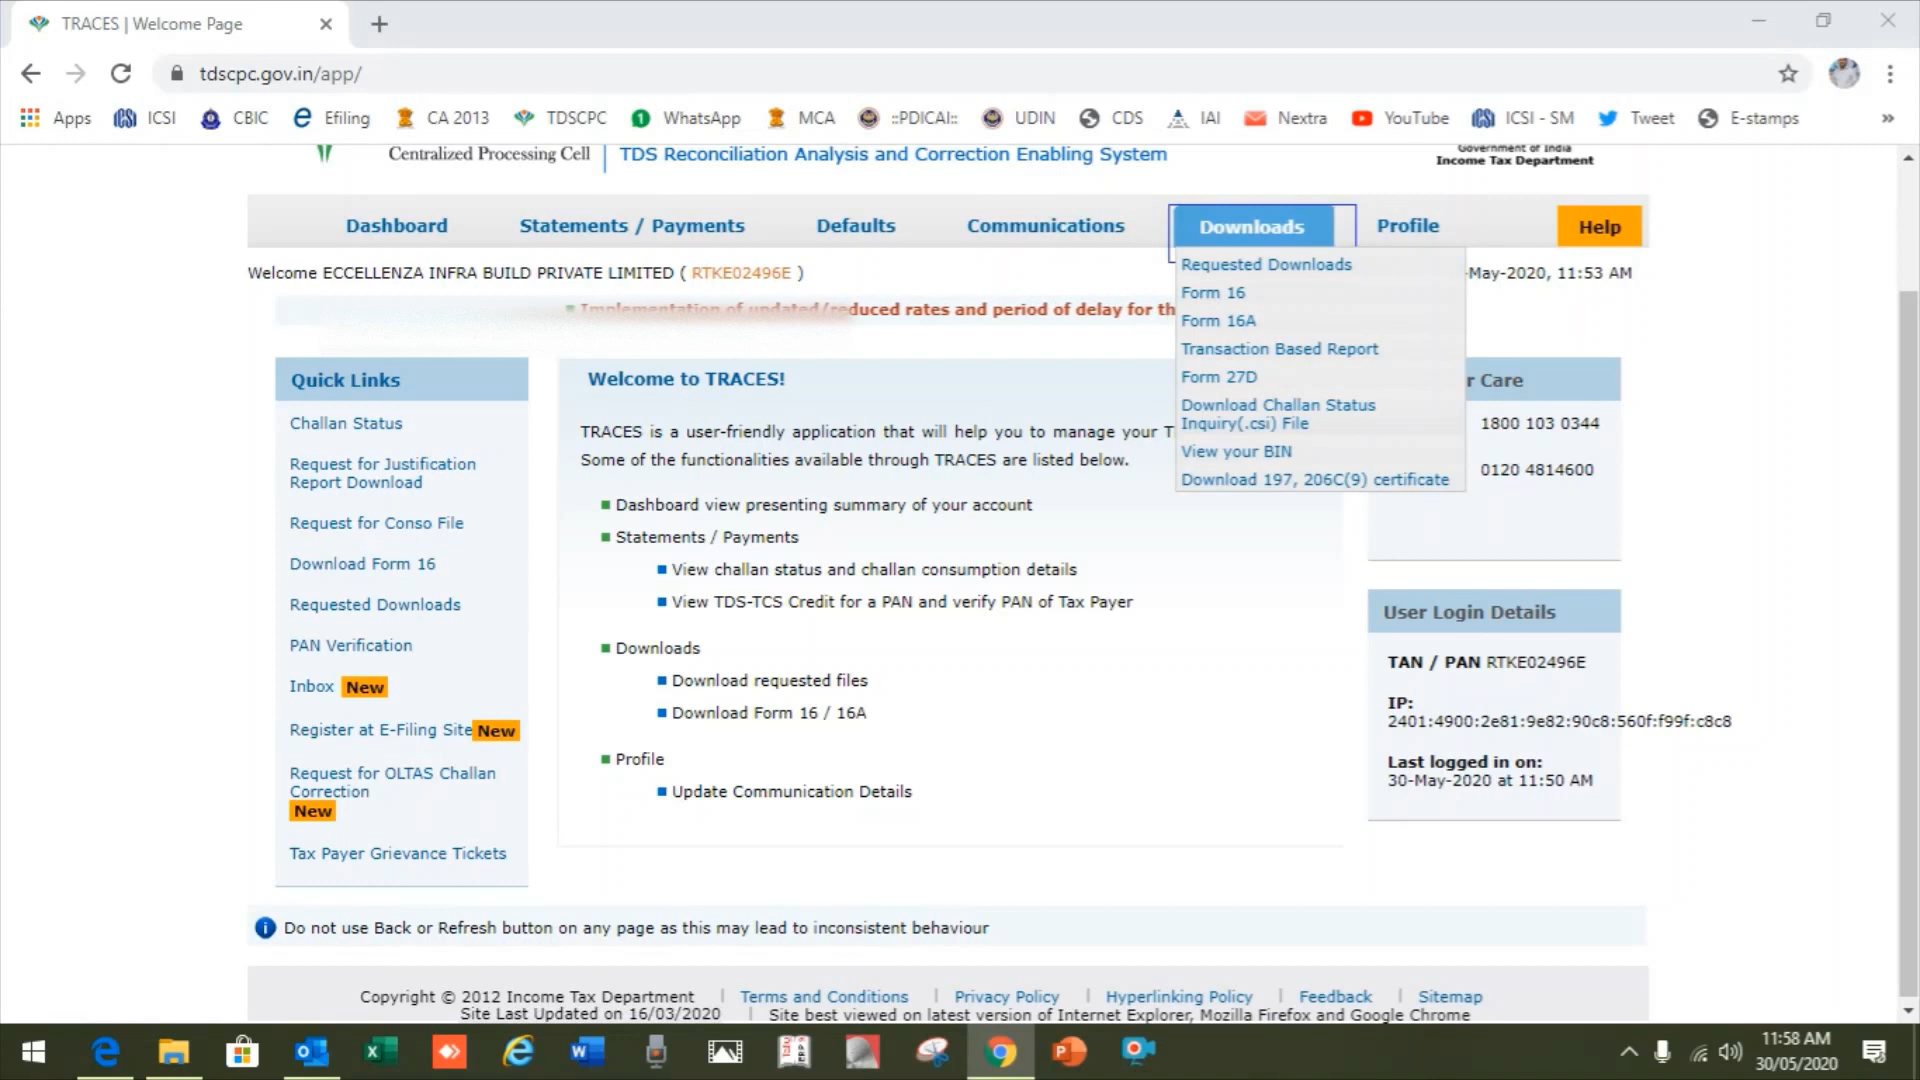 TRACES | Welcome Page
tdscpc.gov.in/app/
Apps ICSI CBIC Efiling CA 2013 TDSCPC WhatsApp MCA ::PDICAI:: UDIN CDS IAI Nextra YouTube ICSI - SM Tweet E-stamps »
Centralized Processing Cell TDS Reconciliation Analysis and Correction Enabling System
Government of India
Income Tax Department
Dashboard Statements / Payments Defaults Communications Downloads Profile Help
Welcome ECCELLENZA INFRA BUILD PRIVATE LIMITED ( RTKE02496E )
-May-2020, 11:53 AM
Implementation of updated/reduced rates and period of delay for th
Requested Downloads
Form 16
Form 16A
Transaction Based Report
Form 27D
Download Challan Status
Inquiry(.csi) File
View your BIN
Download 197, 206C(9) certificate
Quick Links
Challan Status
Request for Justification
Report Download
Request for Conso File
Download Form 16
Requested Downloads
PAN Verification
Inbox New
Register at E-Filing Site New
Request for OLTAS Challan
Correction
New
Tax Payer Grievance Tickets
Welcome to TRACES!
TRACES is a user-friendly application that will help you to manage your T
Some of the functionalities available through TRACES are listed below.
Dashboard view presenting summary of your account
Statements / Payments
View challan status and challan consumption details
View TDS-TCS Credit for a PAN and verify PAN of Tax Payer
Downloads
Download requested files
Download Form 16 / 16A
Profile
Update Communication Details
r Care
1800 103 0344
0120 4814600
User Login Details
TAN / PAN RTKE02496E
IP:
2401:4900:2e81:9e82:90c8:560f:f99f:c8c8
Last logged in on:
30-May-2020 at 11:50 AM
Do not use Back or Refresh button on any page as this may lead to inconsistent behaviour
Copyright © 2012 Income Tax Department | Terms and Conditions | Privacy Policy | Hyperlinking Policy | Feedback | Sitemap
Site Last Updated on 16/03/2020 | Site best viewed on latest version of Internet Explorer, Mozilla Firefox and Google Chrome
11:58 AM
30/05/2020